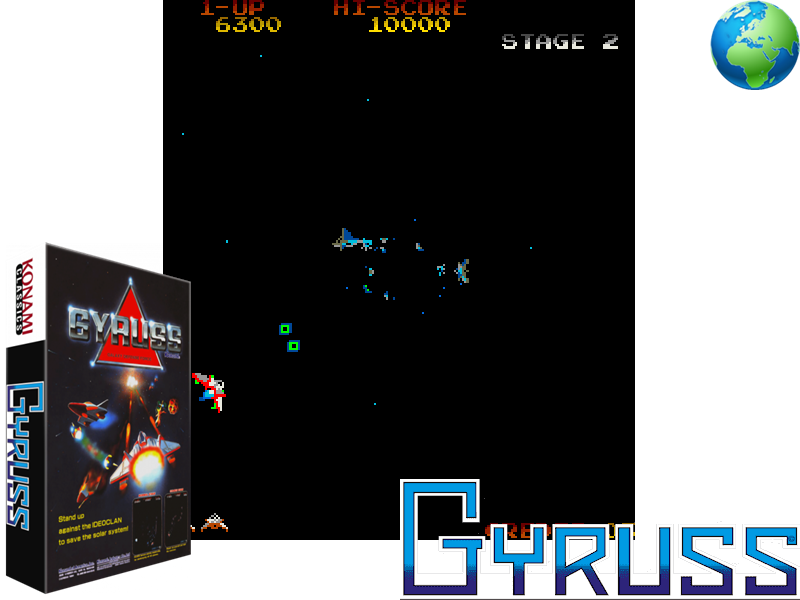 1-UP HI-SCORE
6300 10000
STAGE 2
KONAMI
CLASSICS
GYRUSS
GYRUSS
Stand up
against the IDEOCLAN
to save the solar system!
GYRUSS